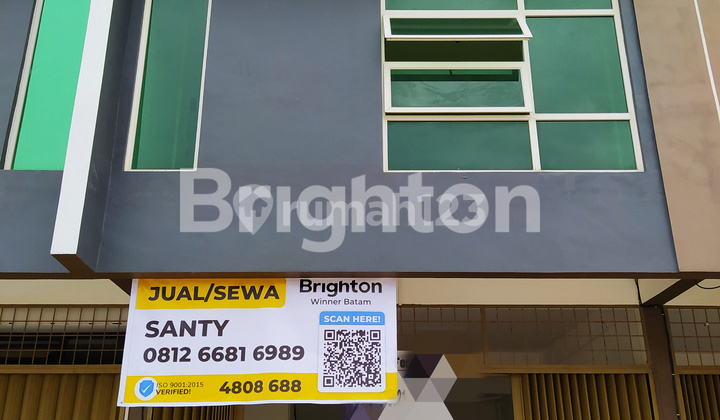 Brighton
rumah123
JUAL/SEWA
Brighton
Winner Batam
SANTY
0812 6681 6989
SCAN HERE!
ISO 9001:2015
VERIFIED!
4808 688